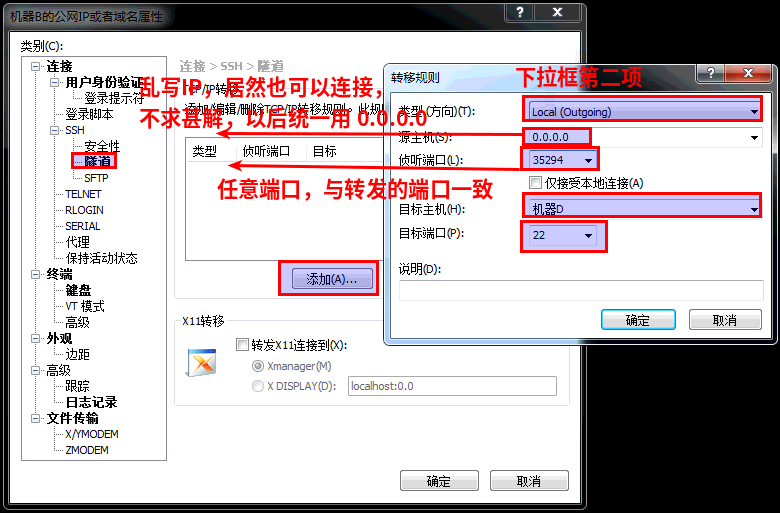 机器B的公网IP或者域名属性
类别(C):
连接
用户身份验证
登录提示符
登录脚本
SSH
安全性
隧道
SFTP
TELNET
RLOGIN
SERIAL
代理
保持活动状态
终端
键盘
VT 模式
高级
外观
边距
高级
跟踪
日志记录
文件传输
X/YMODEM
ZMODEM
连接 > SSH > 隧道
TCP/IP转移
添加/编辑/删除TCP/IP转移规则。此规
乱写IP，居然也可以连接，
不求甚解，以后统一用 0.0.0.0
类型 侦听端口 目标
任意端口，与转发的端口一致
添加(A)...
X11转移
转发X11连接到(X):
Xmanager(M)
X DISPLAY(D): localhost:0.0
确定 取消
转移规则
下拉框第二项
类型 (方向)(T): Local (Outgoing)
源主机(S): 0.0.0.0
侦听端口(L): 35294
仅接受本地连接(A)
目标主机(H): 机器D
目标端口(P): 22
说明(D):
确定 取消